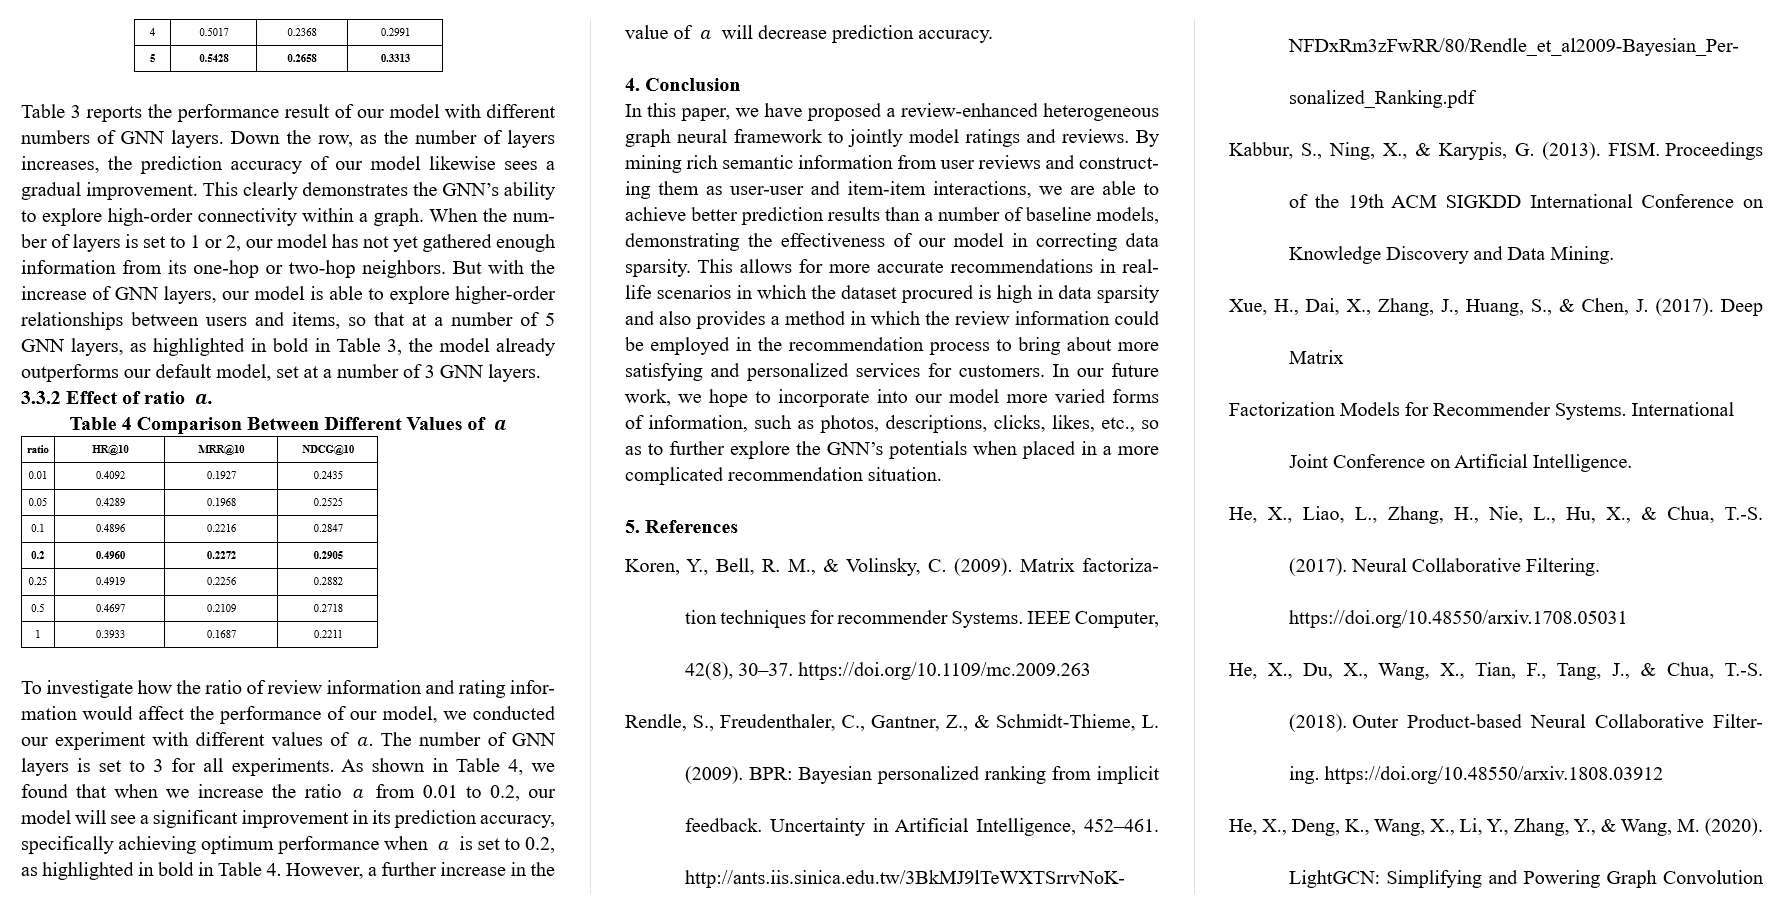 4 0.5017 0.2368 0.2991
5 0.5428 0.2658 0.3313
Table 3 reports the performance result of our model with different
numbers of GNN layers. Down the row, as the number of layers
increases, the prediction accuracy of our model likewise sees a
gradual improvement. This clearly demonstrates the GNN’s ability
to explore high-order connectivity within a graph. When the num-
ber of layers is set to 1 or 2, our model has not yet gathered enough
information from its one-hop or two-hop neighbors. But with the
increase of GNN layers, our model is able to explore higher-order
relationships between users and items, so that at a number of 5
GNN layers, as highlighted in bold in Table 3, the model already
outperforms our default model, set at a number of 3 GNN layers.
3.3.2 Effect of ratio a.
Table 4 Comparison Between Different Values of a
ratio HR@10 MRR@10 NDCG@10
0.01 0.4092 0.1927 0.2435
0.05 0.4289 0.1968 0.2525
0.1 0.4896 0.2216 0.2847
0.2 0.4960 0.2272 0.2905
0.25 0.4919 0.2256 0.2882
0.5 0.4697 0.2109 0.2718
1 0.3933 0.1687 0.2211
To investigate how the ratio of review information and rating infor-
mation would affect the performance of our model, we conducted
our experiment with different values of a. The number of GNN
layers is set to 3 for all experiments. As shown in Table 4, we
found that when we increase the ratio a from 0.01 to 0.2, our
model will see a significant improvement in its prediction accuracy,
specifically achieving optimum performance when a is set to 0.2,
as highlighted in bold in Table 4. However, a further increase in the
value of a will decrease prediction accuracy.
4. Conclusion
In this paper, we have proposed a review-enhanced heterogeneous
graph neural framework to jointly model ratings and reviews. By
mining rich semantic information from user reviews and construct-
ing them as user-user and item-item interactions, we are able to
achieve better prediction results than a number of baseline models,
demonstrating the effectiveness of our model in correcting data
sparsity. This allows for more accurate recommendations in real-
life scenarios in which the dataset procured is high in data sparsity
and also provides a method in which the review information could
be employed in the recommendation process to bring about more
satisfying and personalized services for customers. In our future
work, we hope to incorporate into our model more varied forms
of information, such as photos, descriptions, clicks, likes, etc., so
as to further explore the GNN’s potentials when placed in a more
complicated recommendation situation.
5. References
Koren, Y., Bell, R. M., & Volinsky, C. (2009). Matrix factoriza-
tion techniques for recommender Systems. IEEE Computer,
42(8), 30–37. https://doi.org/10.1109/mc.2009.263
Rendle, S., Freudenthaler, C., Gantner, Z., & Schmidt-Thieme, L.
(2009). BPR: Bayesian personalized ranking from implicit
feedback. Uncertainty in Artificial Intelligence, 452–461.
http://ants.iis.sinica.edu.tw/3BkMJ9lTeWXTSrrvNoK-
NFDxRm3zFwRR/80/Rendle_et_al2009-Bayesian_Per-
sonalized_Ranking.pdf
Kabbur, S., Ning, X., & Karypis, G. (2013). FISM. Proceedings
of the 19th ACM SIGKDD International Conference on
Knowledge Discovery and Data Mining.
Xue, H., Dai, X., Zhang, J., Huang, S., & Chen, J. (2017). Deep
Matrix
Factorization Models for Recommender Systems. International
Joint Conference on Artificial Intelligence.
He, X., Liao, L., Zhang, H., Nie, L., Hu, X., & Chua, T.-S.
(2017). Neural Collaborative Filtering.
https://doi.org/10.48550/arxiv.1708.05031
He, X., Du, X., Wang, X., Tian, F., Tang, J., & Chua, T.-S.
(2018). Outer Product-based Neural Collaborative Filter-
ing. https://doi.org/10.48550/arxiv.1808.03912
He, X., Deng, K., Wang, X., Li, Y., Zhang, Y., & Wang, M. (2020).
LightGCN: Simplifying and Powering Graph Convolution